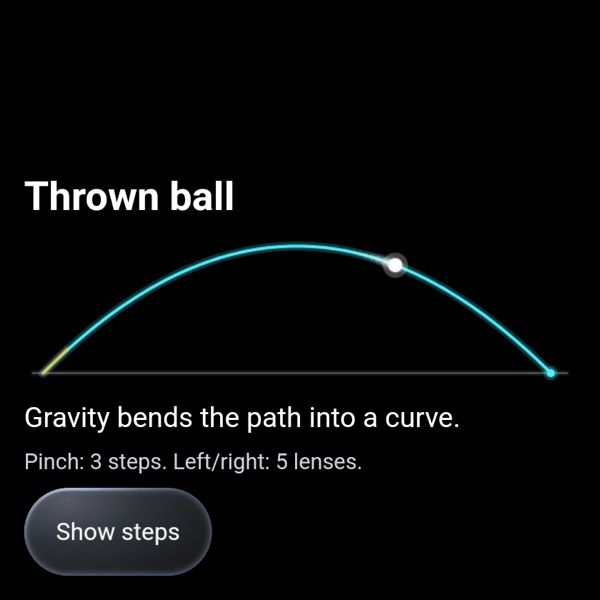 Thrown ball
Gravity bends the path into a curve.
Pinch: 3 steps. Left/right: 5 lenses.
Show steps